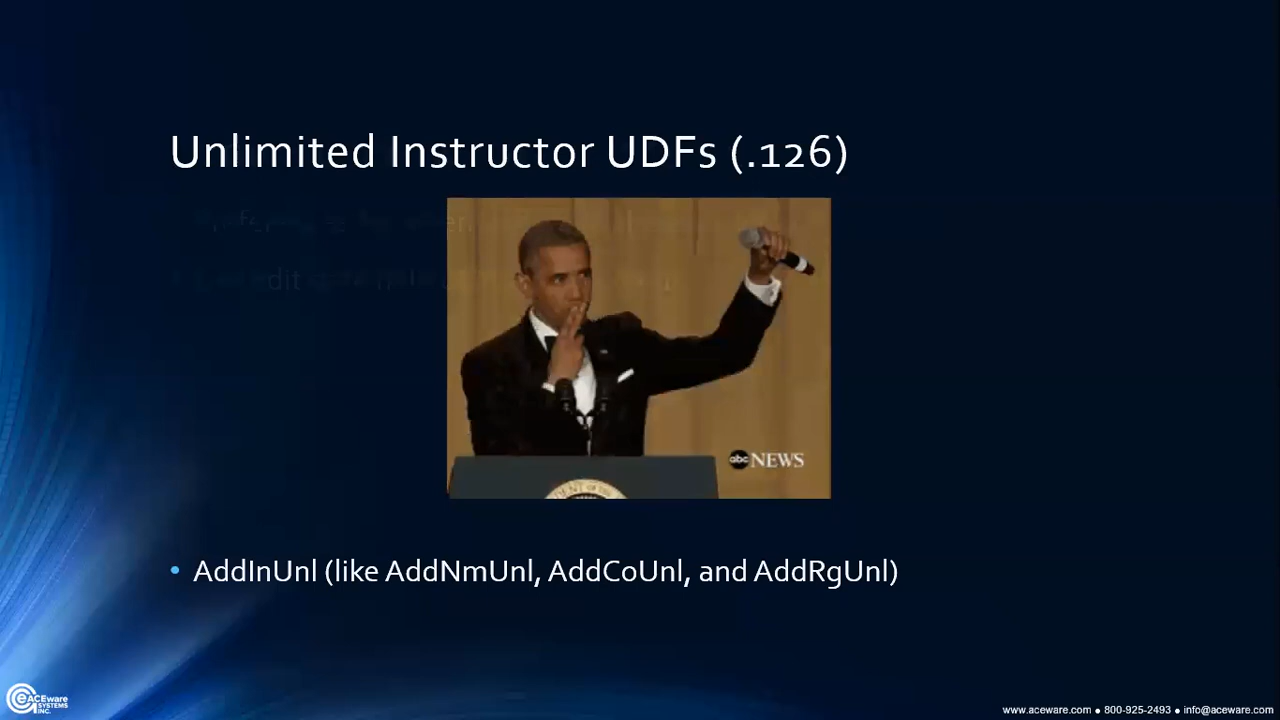 Unlimited Instructor UDFs (.126)
abc NEWS
• AddInUnl (like AddNmUnl, AddCoUnl, and AddRgUnl)
ACEware
SYSTEMS
INC.
www.aceware.com ● 800-925-2493 ● info@aceware.com